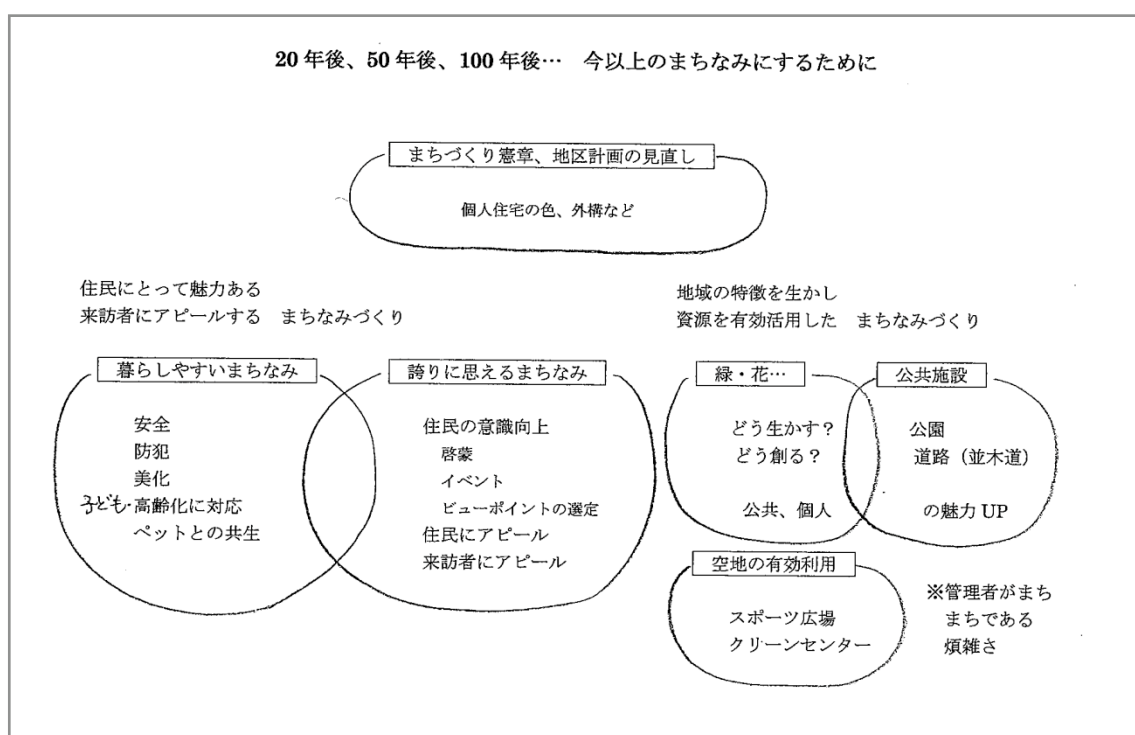 20年後、50年後、100年後… 今以上のまちなみにするために
まちづくり憲章、地区計画の見直し
個人住宅の色、外構など
住民にとって魅力ある
来訪者にアピールする まちなみづくり
暮らしやすいまちなみ
安全
防犯
美化
子ども・高齢化に対応
ペットとの共生
誇りに思えるまちなみ
住民の意識向上
啓蒙
イベント
ビューポイントの選定
住民にアピール
来訪者にアピール
地域の特徴を生かし
資源を有効活用した まちなみづくり
緑・花…
どう生かす?
どう創る?
公共、個人
公共施設
公園
道路(並木道)
の魅力UP
空地の有効利用
スポーツ広場
クリーンセンター
※管理者がまち
まちである
煩雑さ